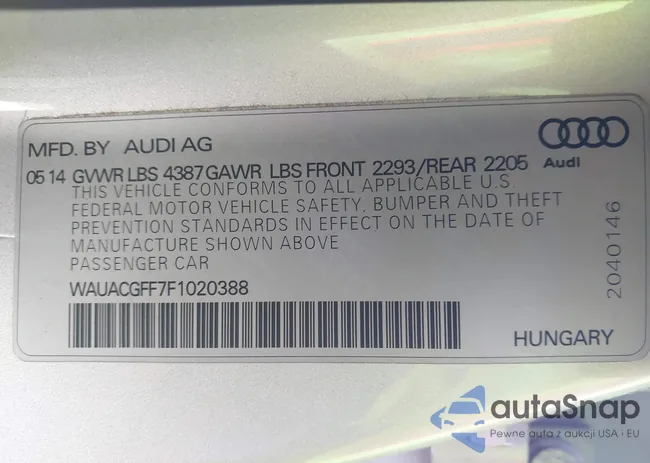 MFD. BY AUDI AG
0514 GVWR LBS 4387 GAWR LBS FRONT 2293/REAR 2205
THIS VEHICLE CONFORMS TO ALL APPLICABLE U.S.
FEDERAL MOTOR VEHICLE SAFETY, BUMPER AND THEFT
PREVENTION STANDARDS IN EFFECT ON THE DATE OF
MANUFACTURE SHOWN ABOVE
PASSENGER CAR
WAUACGFF7F1020388
HUNGARY
Audi
2040146
autaSnap
Pewne auta z aukcji USA i EU